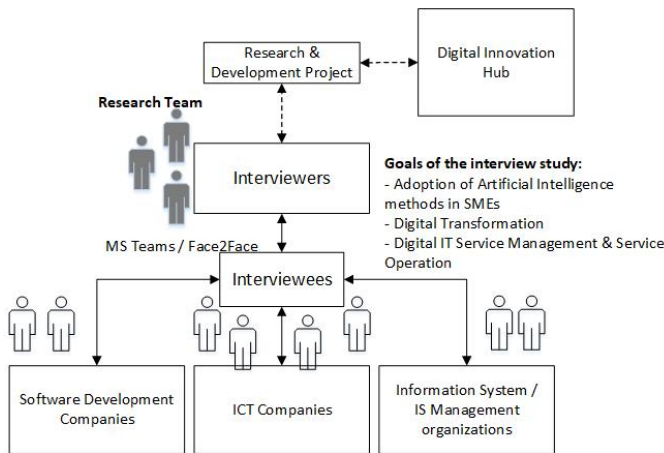 Research &
Development Project
Digital Innovation
Hub
Research Team
Interviewers
Goals of the interview study:
- Adoption of Artificial Intelligence
methods in SMEs
- Digital Transformation
- Digital IT Service Management & Service
Operation
MS Teams / Face2Face
Interviewees
Software Development
Companies
ICT Companies
Information System /
IS Management
organizations